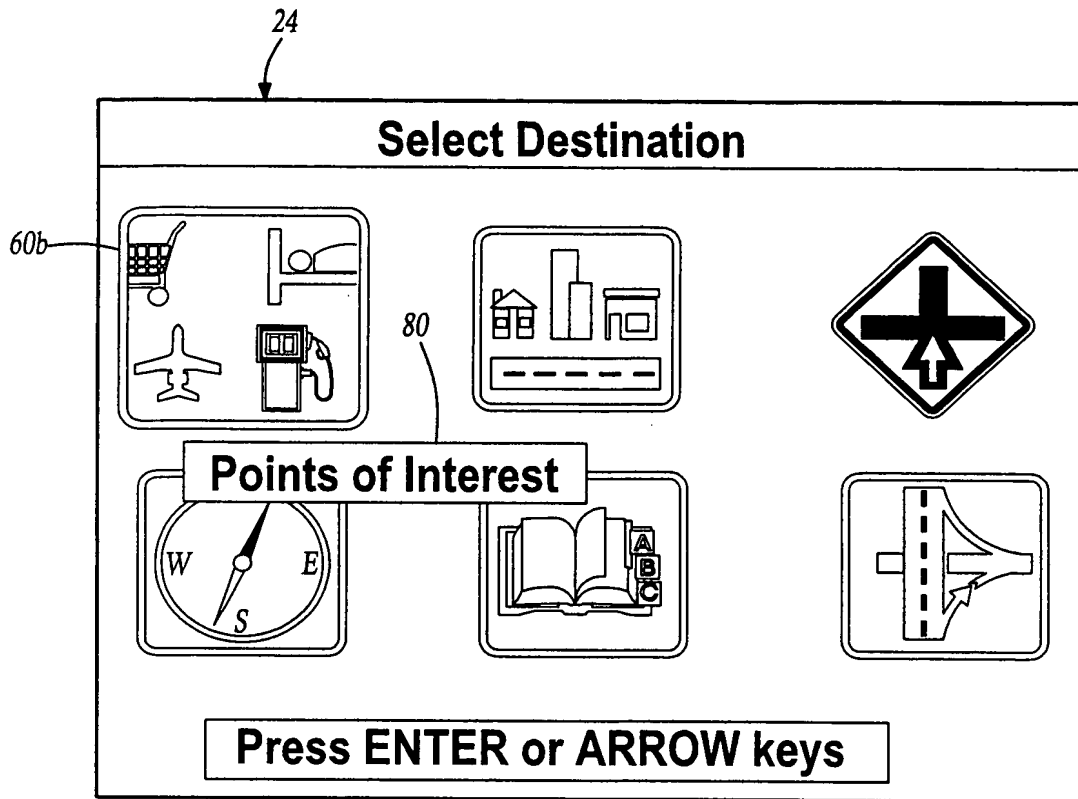 24
Select Destination
60b
80
Points of Interest
W E
S
A
B
C
Press ENTER or ARROW keys